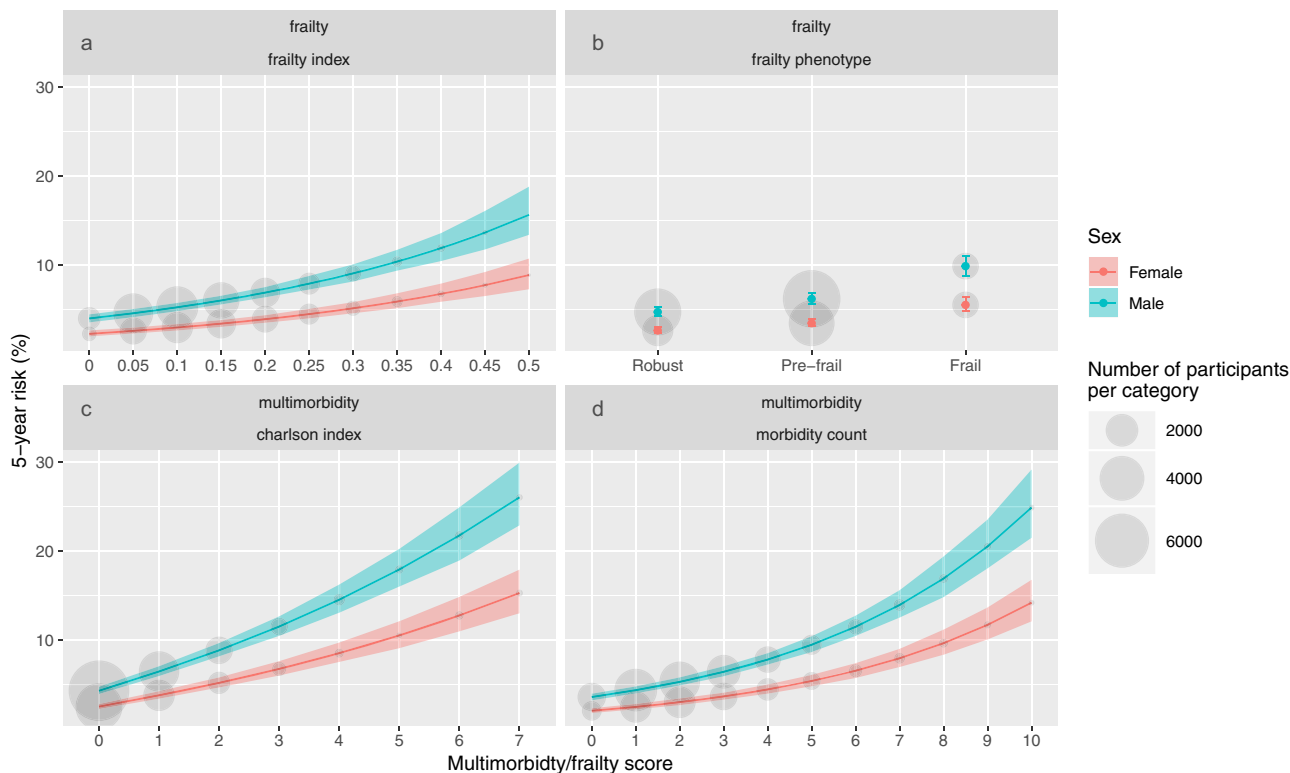 a
frailty
frailty index
b
frailty
frailty phenotype
30
20
10
0 0.05 0.1 0.15 0.2 0.25 0.3 0.35 0.4 0.45 0.5
Robust Pre−frail Frail
c
multimorbidity
charlson index
d
multimorbidity
morbidity count
30
20
10
0 1 2 3 4 5 6 7
0 1 2 3 4 5 6 7 8 9 10
5−year risk (%)
Multimorbidty/frailty score
Sex
Female
Male
Number of participants
per category
2000
4000
6000